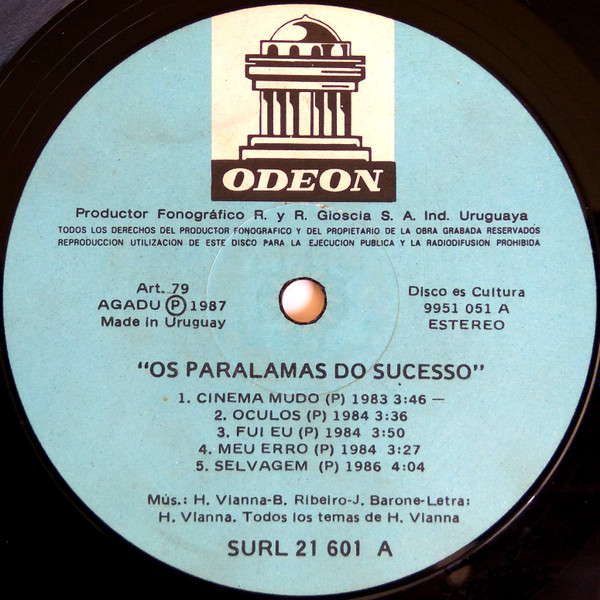 ODEON
Productor Fonográfico R. y R. Gioscia S. A. Ind. Uruguaya
TODOS LOS DERECHOS DEL PRODUCTOR FONOGRAFICO Y DEL PROPIETARIO DE LA OBRA GRABADA RESERVADOS
REPRODUCCION UTILIZACION DE ESTE DISCO PARA LA EJECUCION PUBLICA Y LA RADIODIFUSION PROHIBIDA
Art. 79
AGADU Ⓟ 1987
Made in Uruguay
Disco es Cultura
9951 051 A
ESTEREO
"OS PARALAMAS DO SUCESSO"
1. CINEMA MUDO (P) 1983 3:46 —
2. OCULOS (P) 1984 3:36
3. FUI EU (P) 1984 3:50
4. MEU ERRO (P) 1984 3:27
5. SELVAGEM (P) 1986 4:04
Mús.: H. Vianna-B. Ribeiro-J. Barone-Letra:
H. Vianna. Todos los temas de H. Vianna
SURL 21 601 A